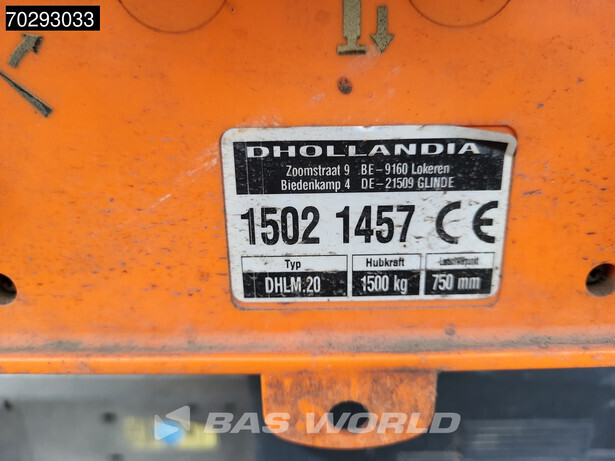 70293033
DHOLLANDIA
Zoomstraat 9 BE-9160 Lokeren
Biedenkamp 4 DE-21509 GLINDE
1502 1457 CE
Typ Hubkraft
DHLM.20 1500 kg 750 mm
BAS WORLD